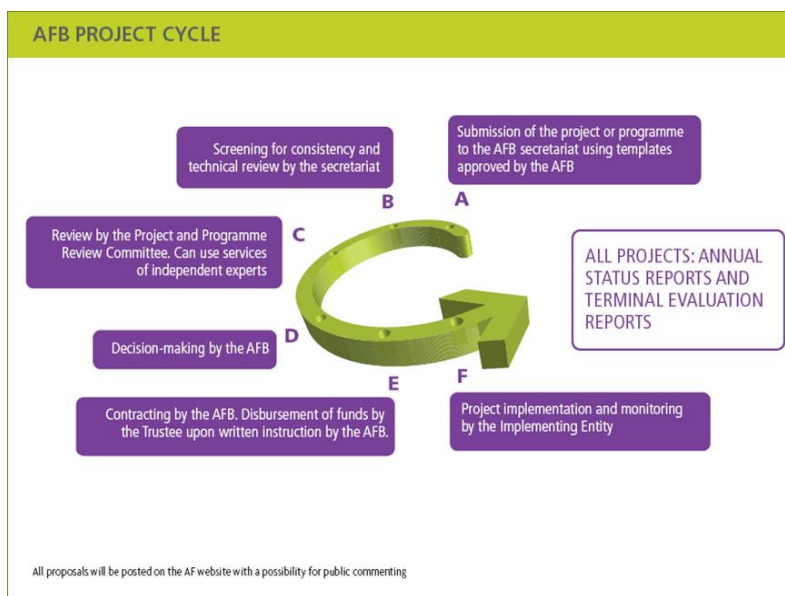 AFB PROJECT CYCLE
Submission of the project or programme
to the AFB secretariat using templates
approved by the AFB
A
Screening for consistency and
technical review by the secretariat
B
Review by the Project and Programme
Review Committee. Can use services
of independent experts
C
Decision-making by the AFB
D
Contracting by the AFB. Disbursement of funds by
the Trustee upon written instruction by the AFB.
E
Project implementation and monitoring
by the Implementing Entity
F
ALL PROJECTS: ANNUAL
STATUS REPORTS AND
TERMINAL EVALUATION
REPORTS
All proposals will be posted on the AF website with a possibility for public commenting